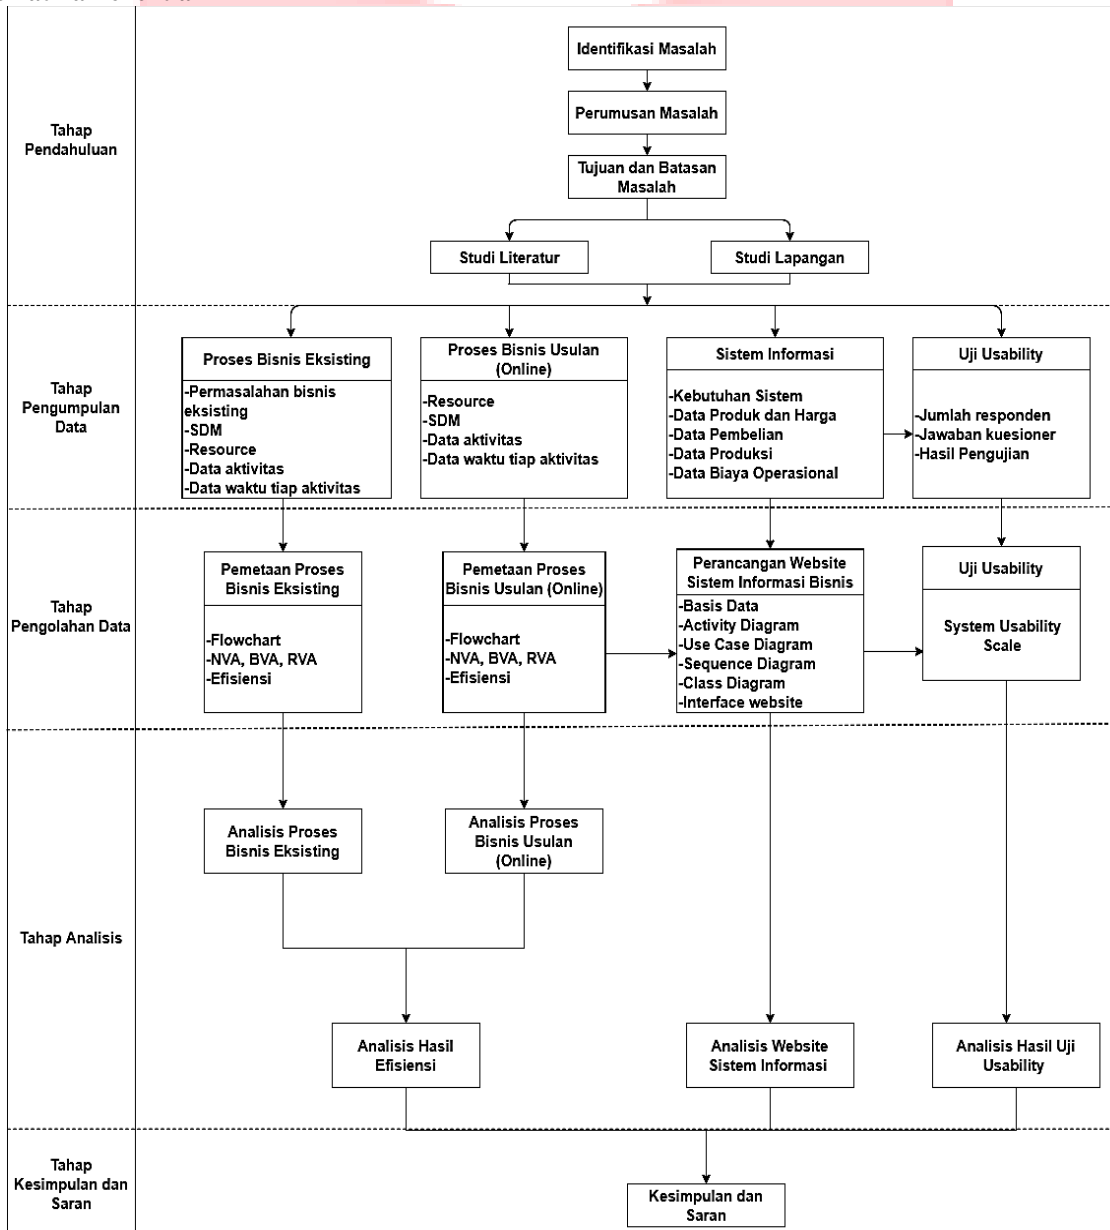 Identifikasi Masalah
Perumusan Masalah
Tahap
Pendahuluan
Tujuan dan Batasan
Masalah
Studi Literatur
Studi Lapangan
Tahap
Pengumpulan
Data
Proses Bisnis Eksisting
-Permasalahan bisnis
eksisting
-SDM
-Resource
-Data aktivitas
-Data waktu tiap aktivitas
Proses Bisnis Usulan
(Online)
-Resource
-SDM
-Data aktivitas
-Data waktu tiap aktivitas
Sistem Informasi
-Kebutuhan Sistem
-Data Produk dan Harga
-Data Pembelian
-Data Produksi
-Data Biaya Operasional
Uji Usability
-Jumlah responden
-Jawaban kuesioner
-Hasil Pengujian
Tahap
Pengolahan Data
Pemetaan Proses
Bisnis Eksisting
-Flowchart
-NVA, BVA, RVA
-Efisiensi
Pemetaan Proses
Bisnis Usulan (Online)
-Flowchart
-NVA, BVA, RVA
-Efisiensi
Perancangan Website
Sistem Informasi Bisnis
-Basis Data
-Activity Diagram
-Use Case Diagram
-Sequence Diagram
-Class Diagram
-Interface website
Uji Usability
System Usability
Scale
Tahap Analisis
Analisis Proses
Bisnis Eksisting
Analisis Proses
Bisnis Usulan
(Online)
Analisis Hasil
Efisiensi
Analisis Website
Sistem Informasi
Analisis Hasil Uji
Usability
Tahap
Kesimpulan dan
Saran
Kesimpulan dan
Saran